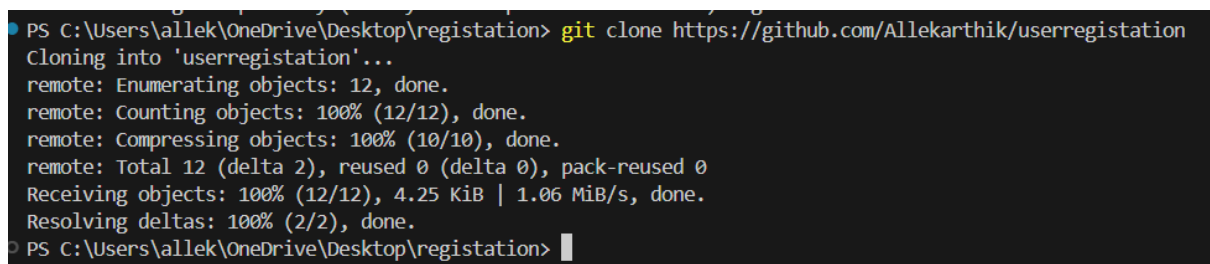 PS C:\Users\allek\OneDrive\Desktop\registation> git clone https://github.com/Allekarthik/userregistation
Cloning into 'userregistation'...
remote: Enumerating objects: 12, done.
remote: Counting objects: 100% (12/12), done.
remote: Compressing objects: 100% (10/10), done.
remote: Total 12 (delta 2), reused 0 (delta 0), pack-reused 0
Receiving objects: 100% (12/12), 4.25 KiB | 1.06 MiB/s, done.
Resolving deltas: 100% (2/2), done.
PS C:\Users\allek\OneDrive\Desktop\registation>